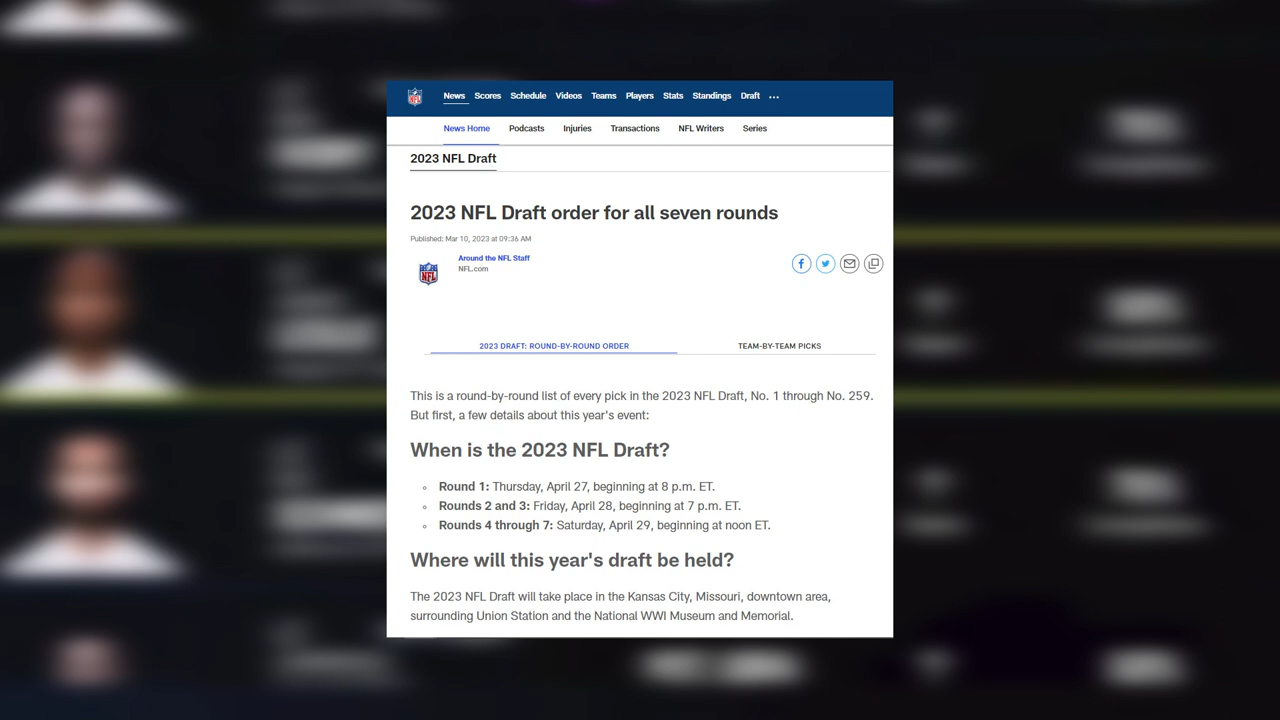 News Scores Schedule Videos Teams Players Stats Standings Draft ...
News Home Podcasts Injuries Transactions NFL Writers Series
2023 NFL Draft
2023 NFL Draft order for all seven rounds
Published: Mar 10, 2023 at 09:36 AM
Around the NFL Staff
NFL.com
NFL
2023 DRAFT: ROUND-BY-ROUND ORDER TEAM-BY-TEAM PICKS
This is a round-by-round list of every pick in the 2023 NFL Draft, No. 1 through No. 259.
But first, a few details about this year's event:
When is the 2023 NFL Draft?
Round 1: Thursday, April 27, beginning at 8 p.m. ET.
Rounds 2 and 3: Friday, April 28, beginning at 7 p.m. ET.
Rounds 4 through 7: Saturday, April 29, beginning at noon ET.
Where will this year's draft be held?
The 2023 NFL Draft will take place in the Kansas City, Missouri, downtown area,
surrounding Union Station and the National WWI Museum and Memorial.